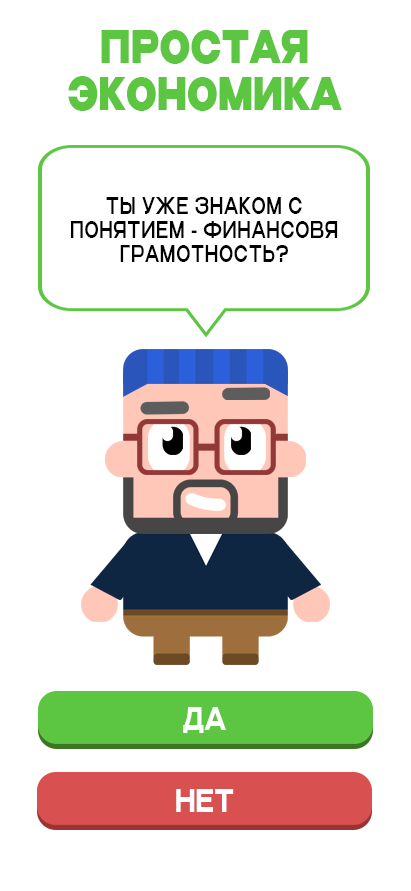 ПРОСТАЯ
ЭКОНОМИКА
ТЫ УЖЕ ЗНАКОМ С
ПОНЯТИЕМ - ФИНАНСОВЯ
ГРАМОТНОСТЬ?
ДА
НЕТ